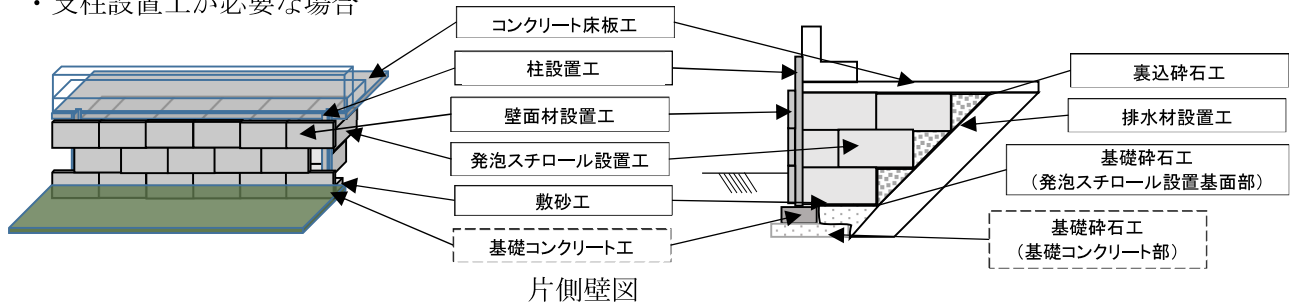 ・支柱設置工が必要な場合
コンクリート床板工
柱設置工
壁面材設置工
発泡スチロール設置工
敷砂工
基礎コンクリート工
裏込砕石工
排水材設置工
基礎砕石工
（発泡スチロール設置基面部）
基礎砕石工
（基礎コンクリート部）
片側壁図